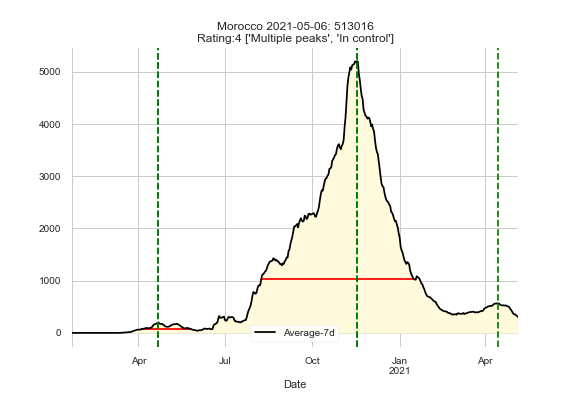 Morocco 2021-05-06: 513016
Rating:4 ['Multiple peaks', 'In control']
5000
4000
3000
2000
1000
0
Average-7d
Apr
Jul
Oct
Jan
2021
Apr
Date